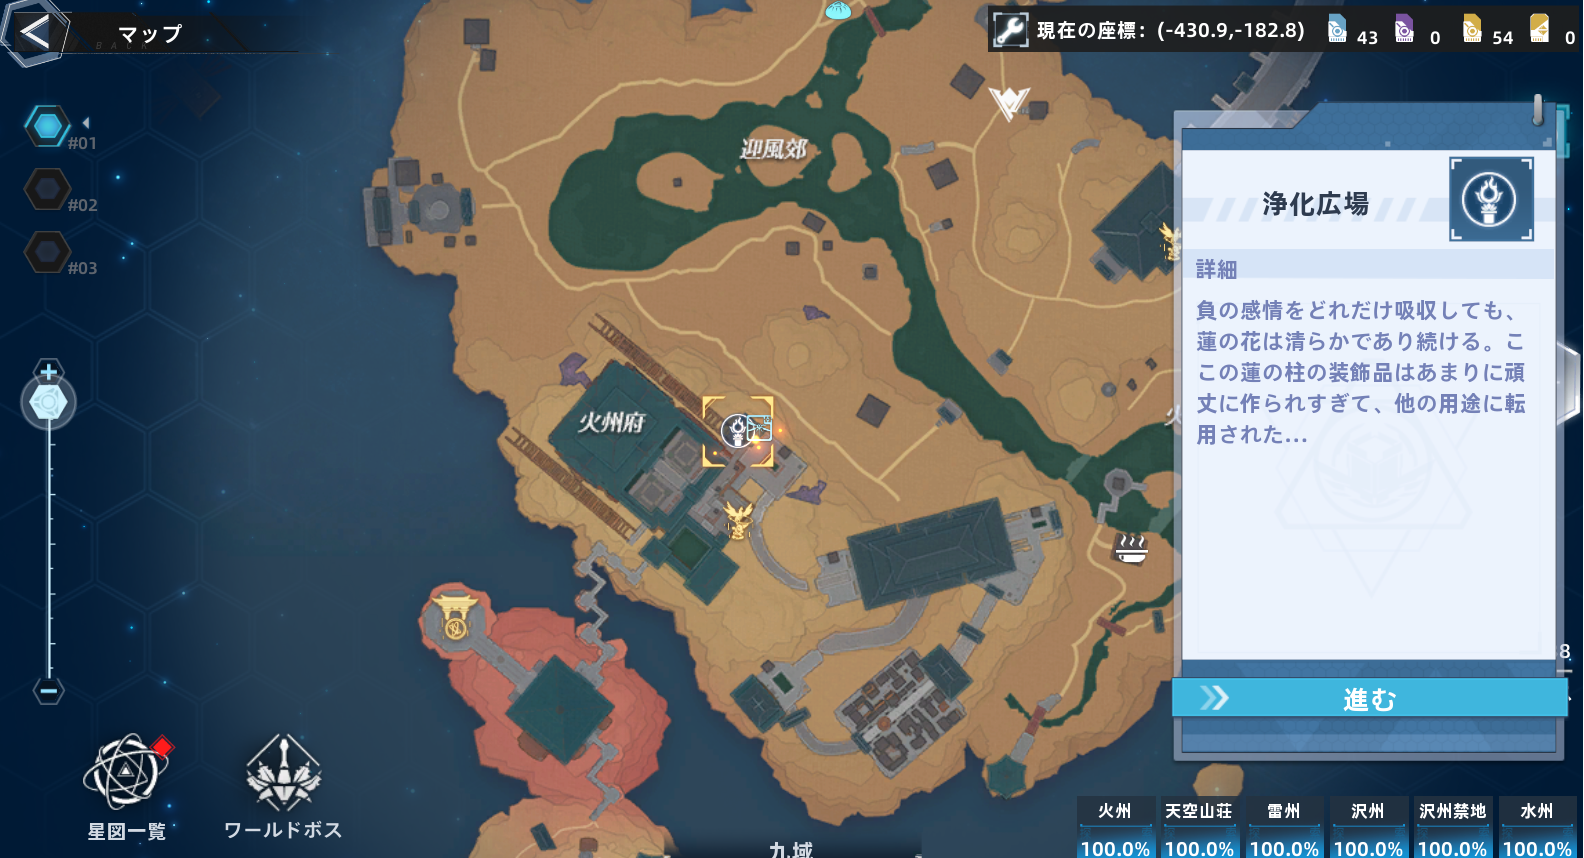 マップ
BACK
現在の座標：(-430.9,-182.8)
43
0
54
0
#01
#02
#03
迎風郊
火州府
火
浄化広場
詳細
負の感情をどれだけ吸収しても、
蓮の花は清らかであり続ける。こ
この蓮の柱の装飾品はあまりに頑
丈に作られすぎて、他の用途に転
用された…
8
進む
星図一覧
ワールドボス
九域
火州
天空山荘
雷州
沢州
沢州禁地
水州
100.0%
100.0%
100.0%
100.0%
100.0%
100.0%